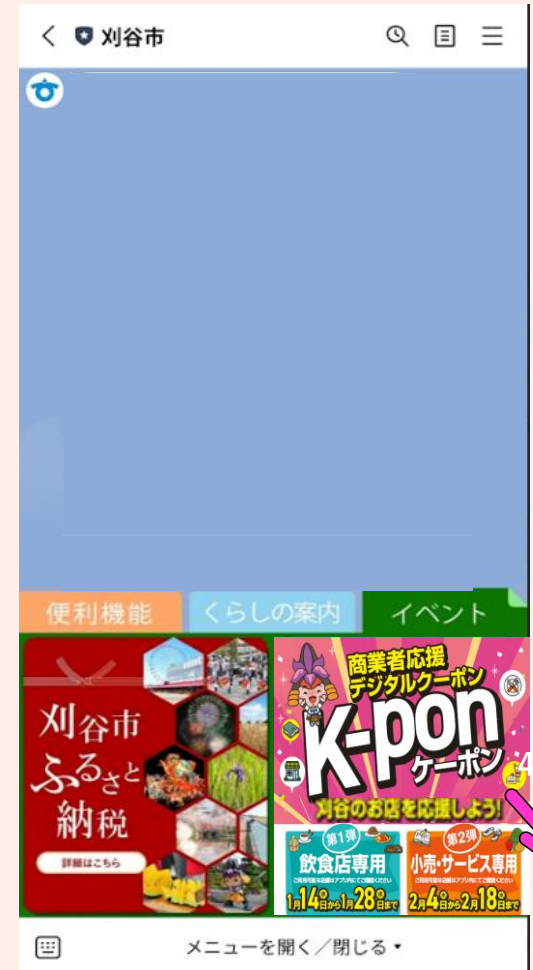 刈谷市
便利機能
くらしの案内
イベント
刈谷市
ふるさと
納税
詳細はこちら
商業者応援
デジタルクーポン
K-pon
ケーポン
刈谷のお店を応援しよう!
第1弾
飲食店専用
1月14日から1月28日まで
第2弾
小売・サービス専用
2月4日から2月18日まで
メニューを開く／閉じる